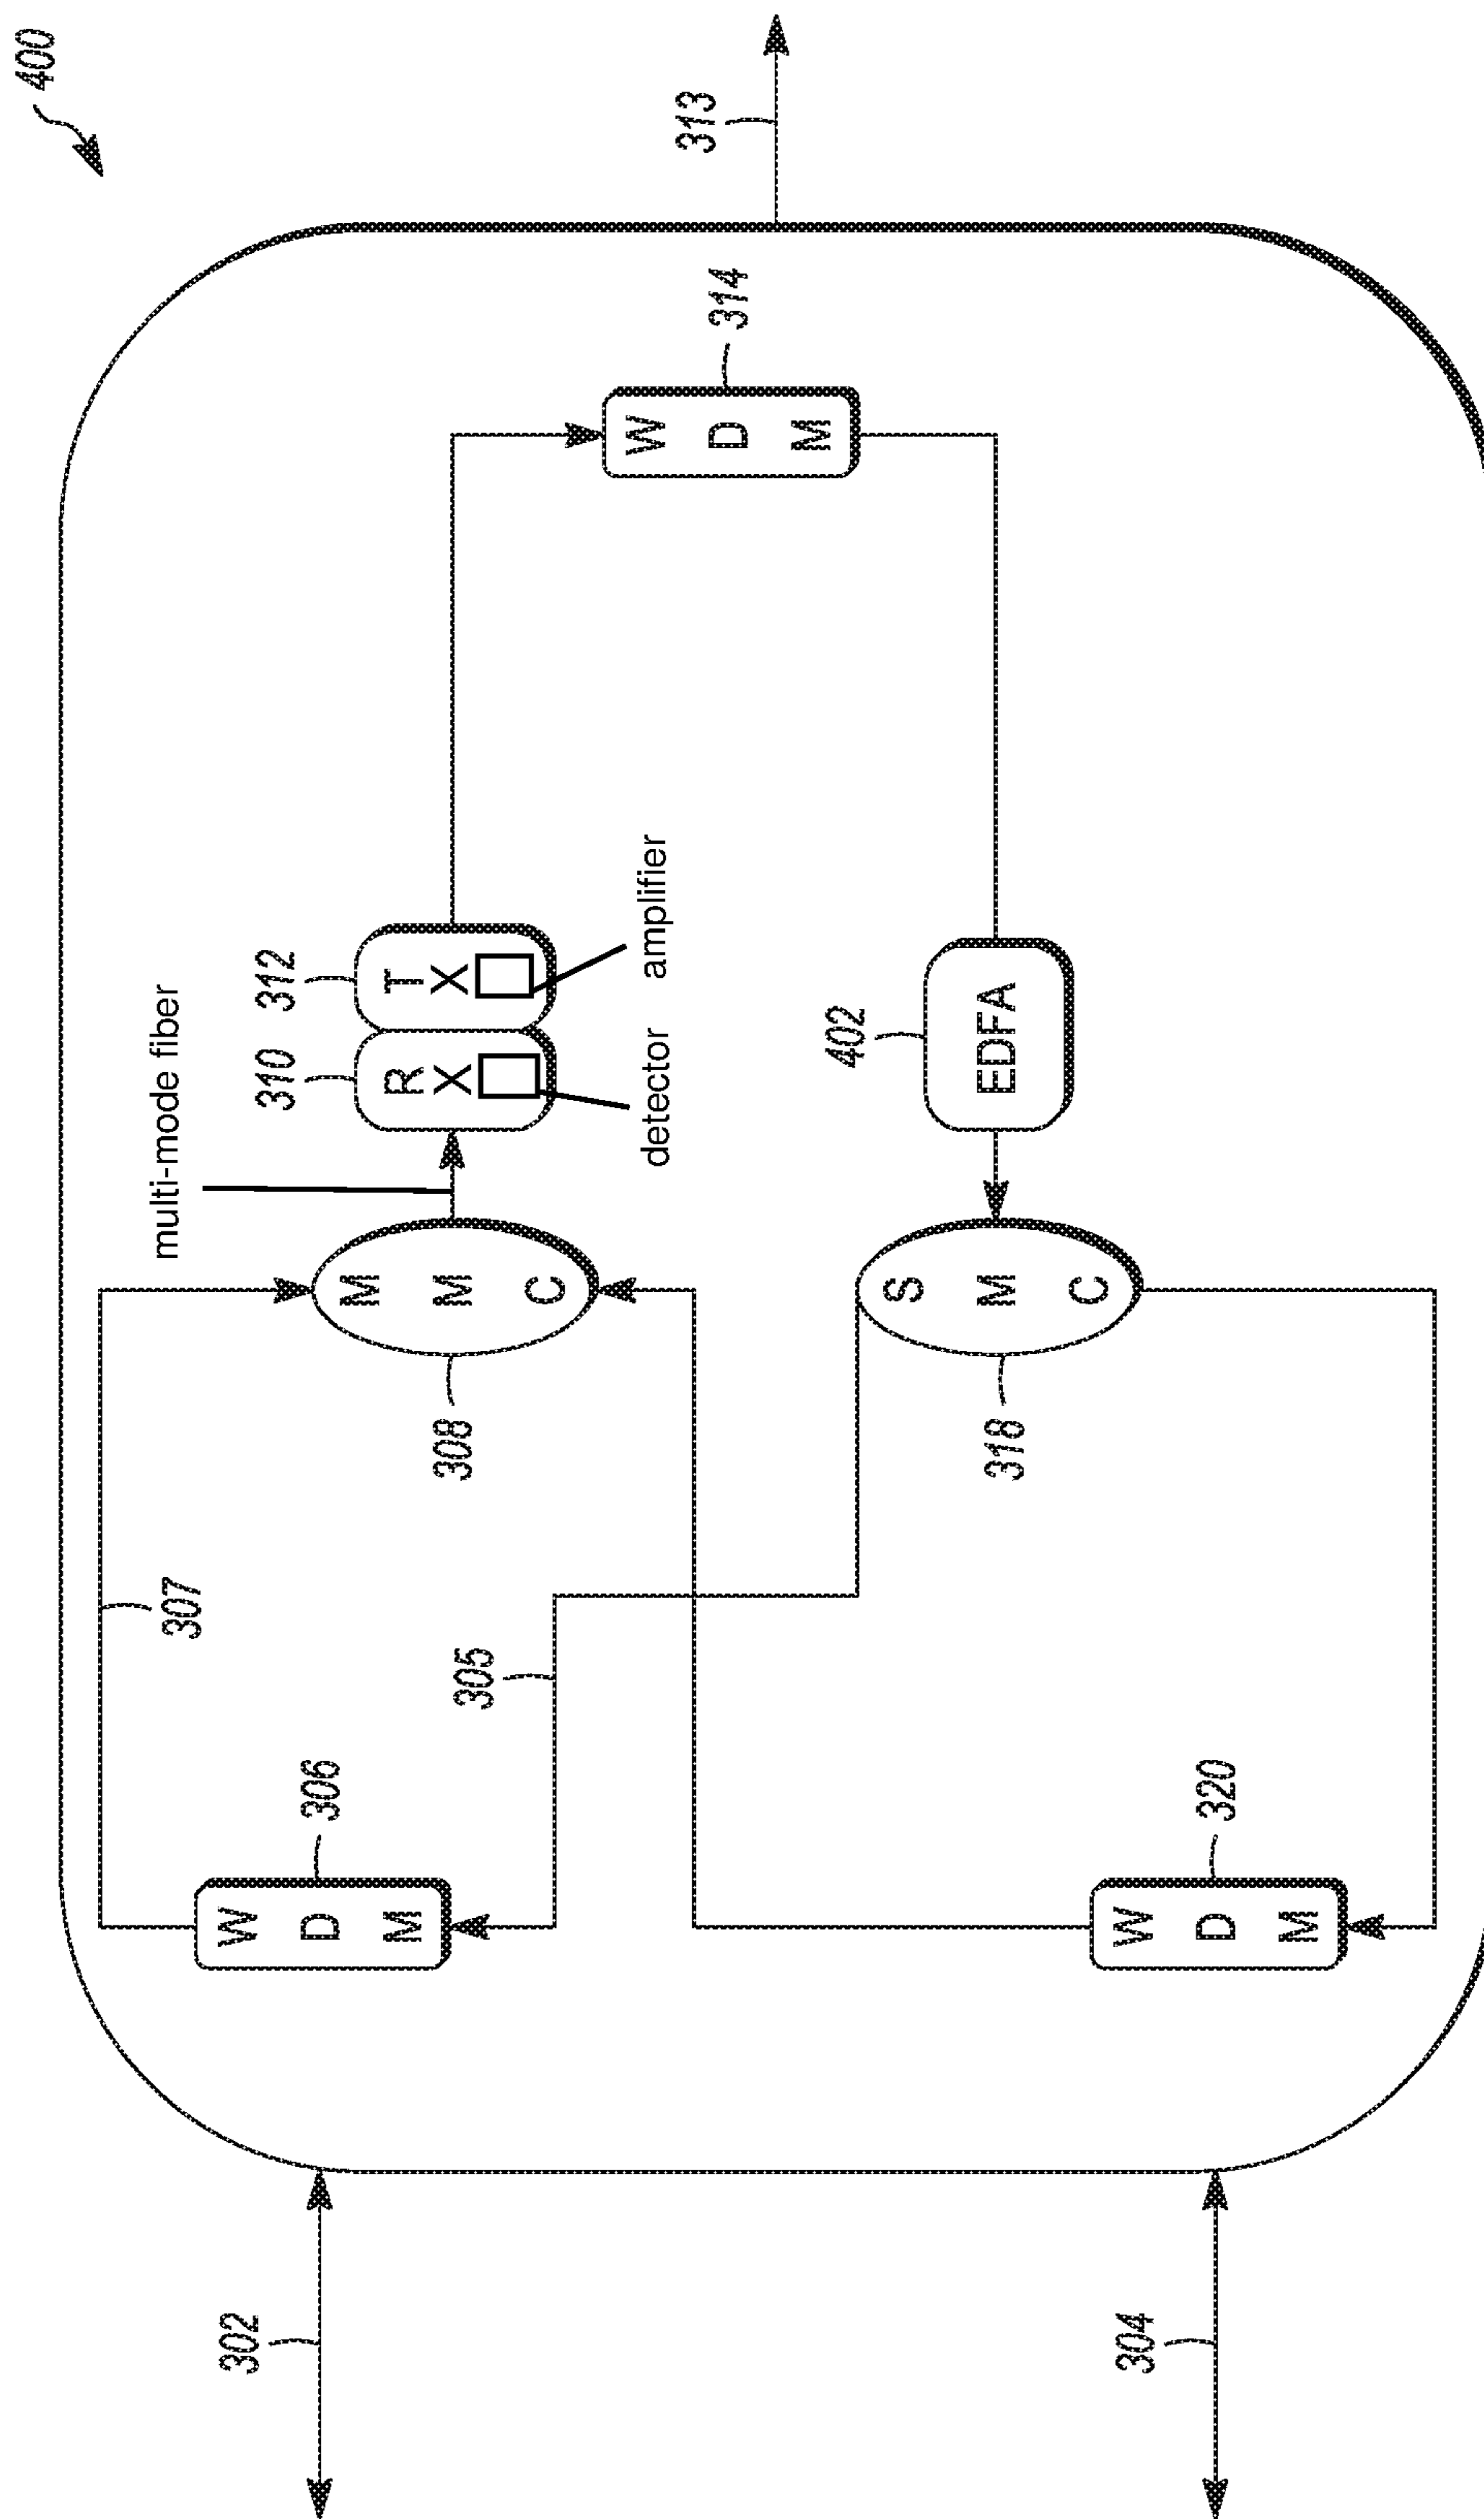 400
302
304
313
307
305
W
D
M
306
M
M
C
308
multi-mode fiber
310
R
X
312
T
X
detector
amplifier
W
D
M
314
S
M
C
318
EDFA
402
W
D
M
320